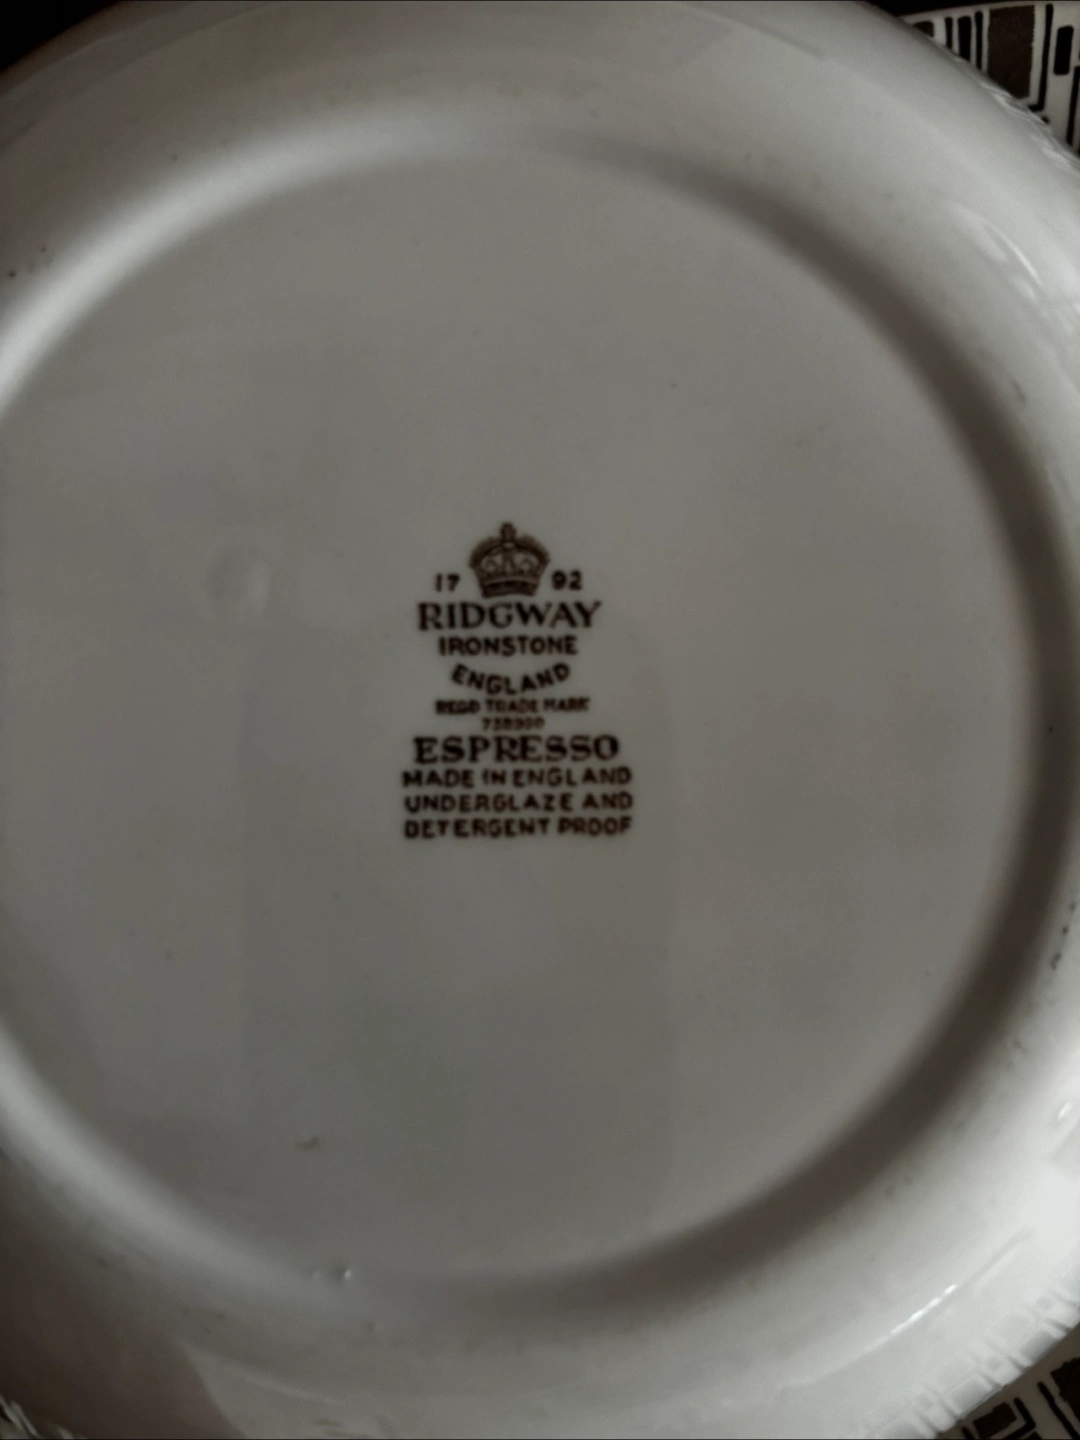 17 92
RIDGWAY
IRONSTONE
ENGLAND
REGD TRADE MARK
ESPRESSO
MADE IN ENGLAND
UNDERGLAZE AND
DETERGENT PROOF